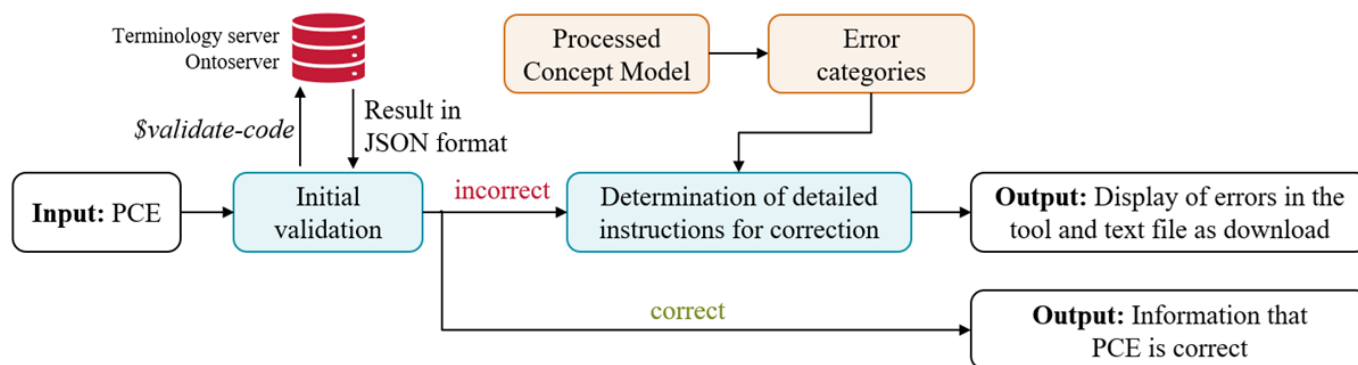 Terminology server
Ontoserver
$validate-code
Result in
JSON format
Processed
Concept Model
Error
categories
Input: PCE
Initial
validation
incorrect
Determination of detailed
instructions for correction
Output: Display of errors in the
tool and text file as download
correct
Output: Information that
PCE is correct